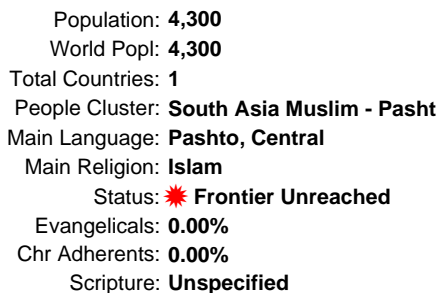 Population: 4,300
World Popl: 4,300
Total Countries: 1
People Cluster: South Asia Muslim - Pasht
Main Language: Pashto, Central
Main Religion: Islam
Status: Frontier Unreached
Evangelicals: 0.00%
Chr Adherents: 0.00%
Scripture: Unspecified